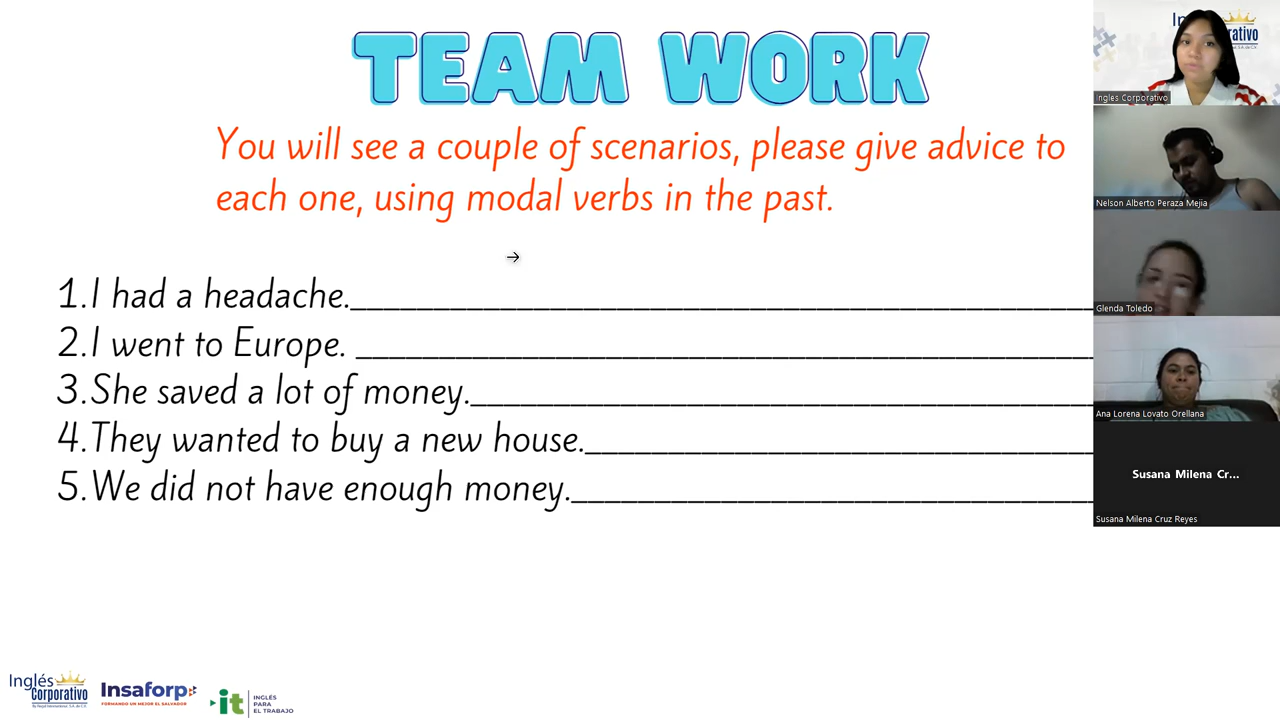 TEAM WORK
You will see a couple of scenarios, please give advice to
each one, using modal verbs in the past.
1.I had a headache.
2.I went to Europe.
3.She saved a lot of money.
4.They wanted to buy a new house.
5.We did not have enough money.
Inglés Corporativo
Nelson Alberto Peraza Mejia
Glenda Toledo
Ana Lorena Lovato Orellana
Susana Milena Cr...
Susana Milena Cruz Reyes
Inglés
Corporativo
Insaforp
FORMANDO UN MEJOR EL SALVADOR
it
INGLÉS
PARA
EL TRABAJO